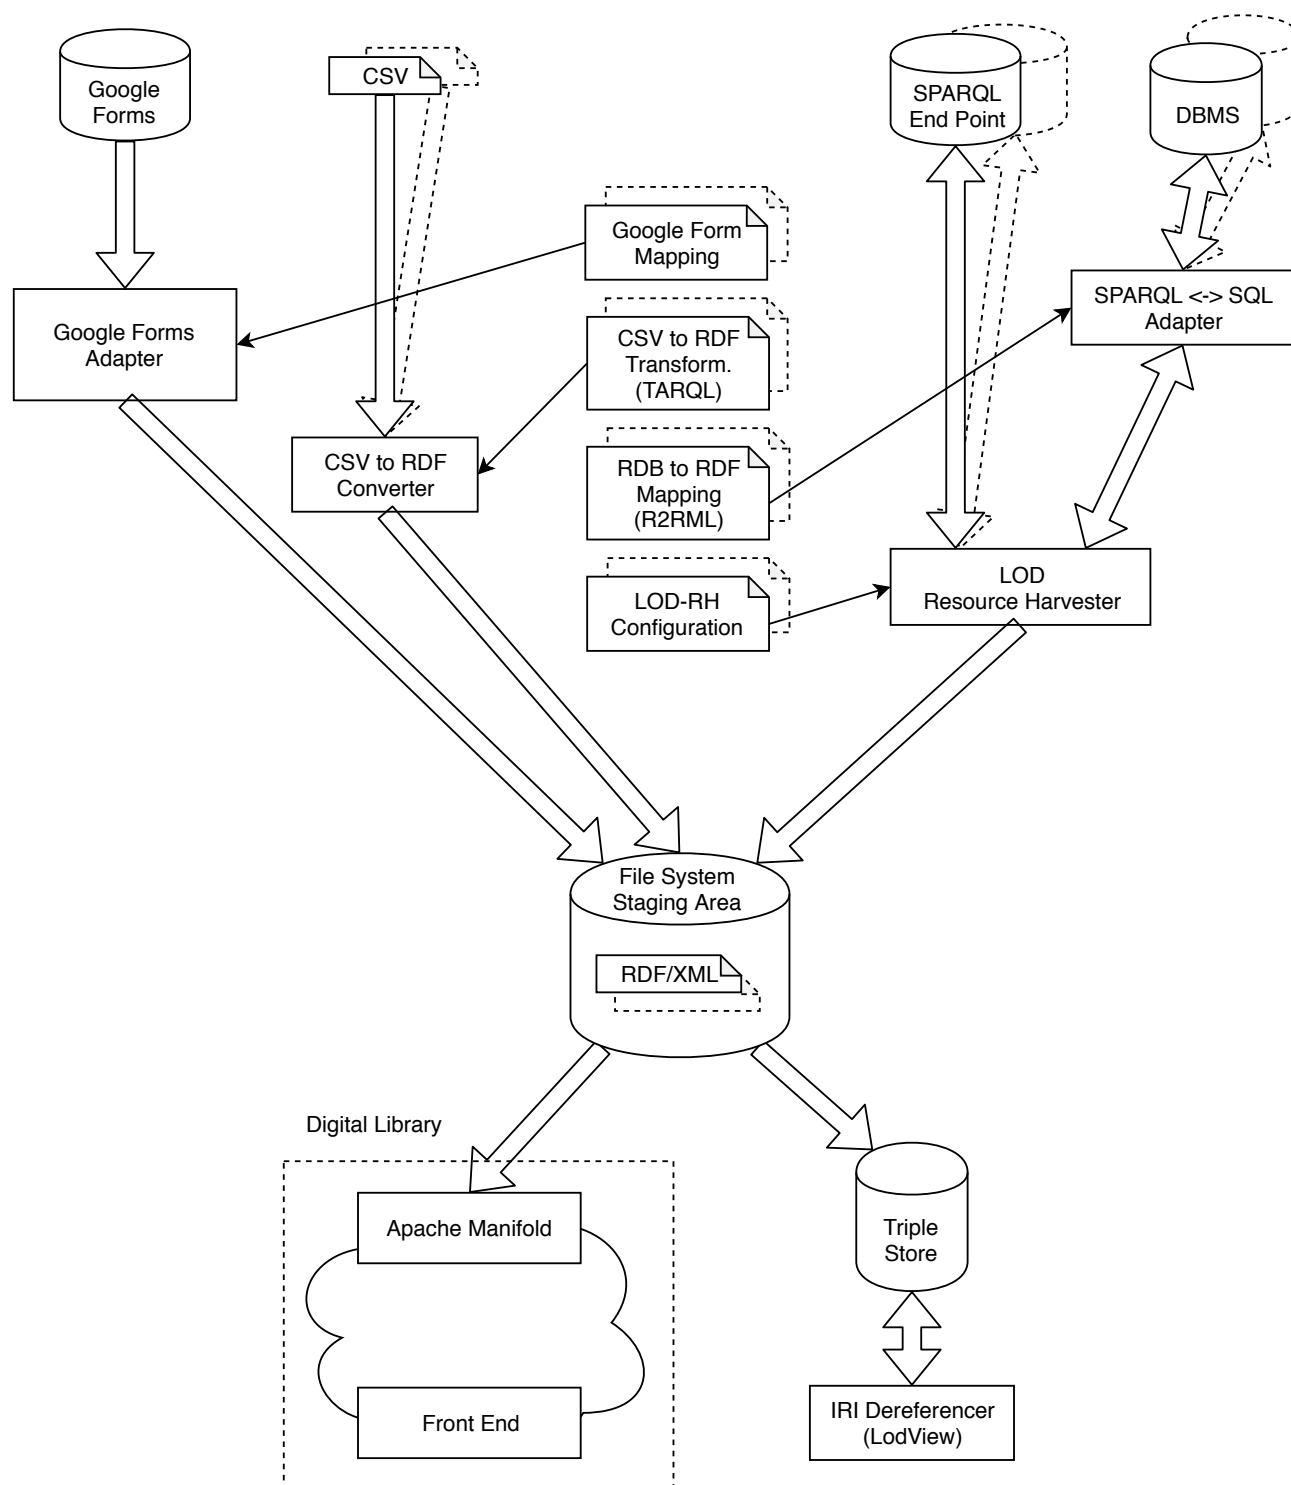 Google
Forms
CSV
SPARQL
End Point
DBMS
Google Form
Mapping
SPARQL <-> SQL
Adapter
Google Forms
Adapter
CSV to RDF
Transform.
(TARQL)
CSV to RDF
Converter
RDB to RDF
Mapping
(R2RML)
LOD
Resource Harvester
LOD-RH
Configuration
File System
Staging Area
RDF/XML
Digital Library
Apache Manifold
Triple
Store
Front End
IRI Dereferencer
(LodView)